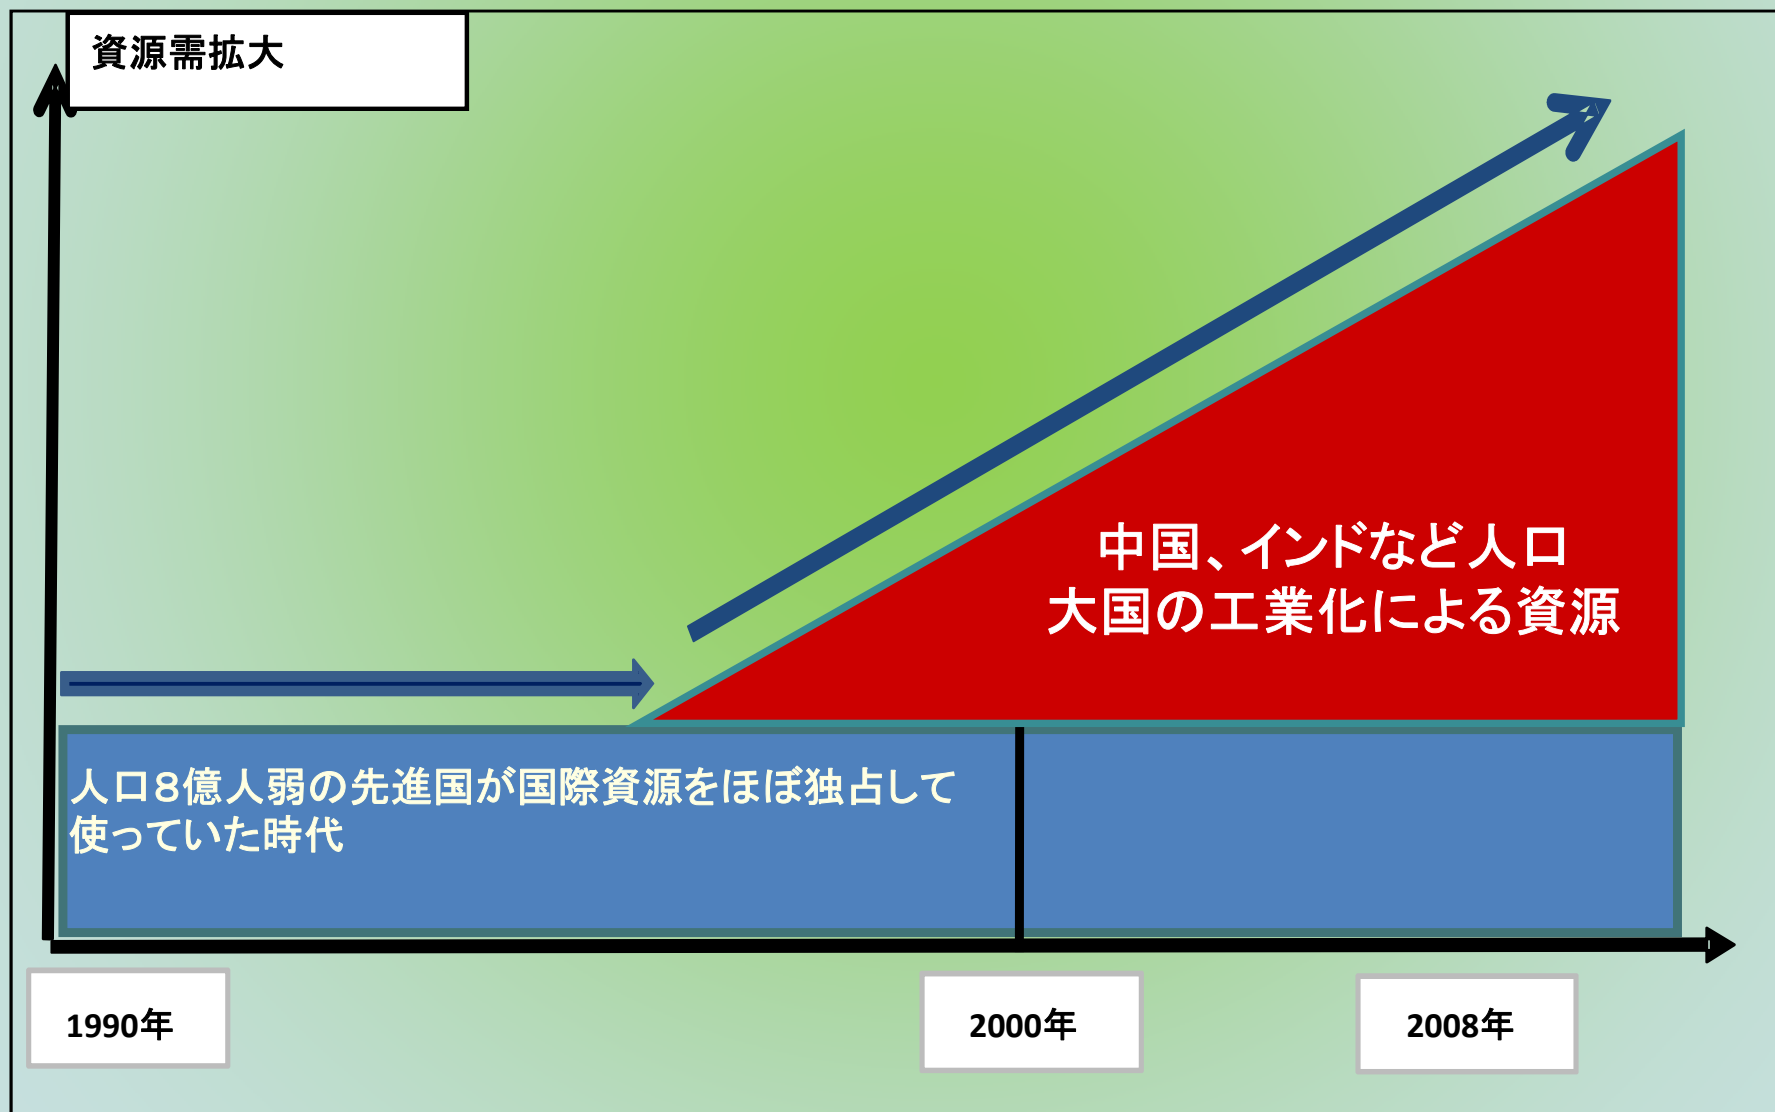 資源需拡大
中国、インドなど人口
大国の工業化による資源
人口８億人弱の先進国が国際資源をほぼ独占して
使っていた時代
1990年
2000年
2008年